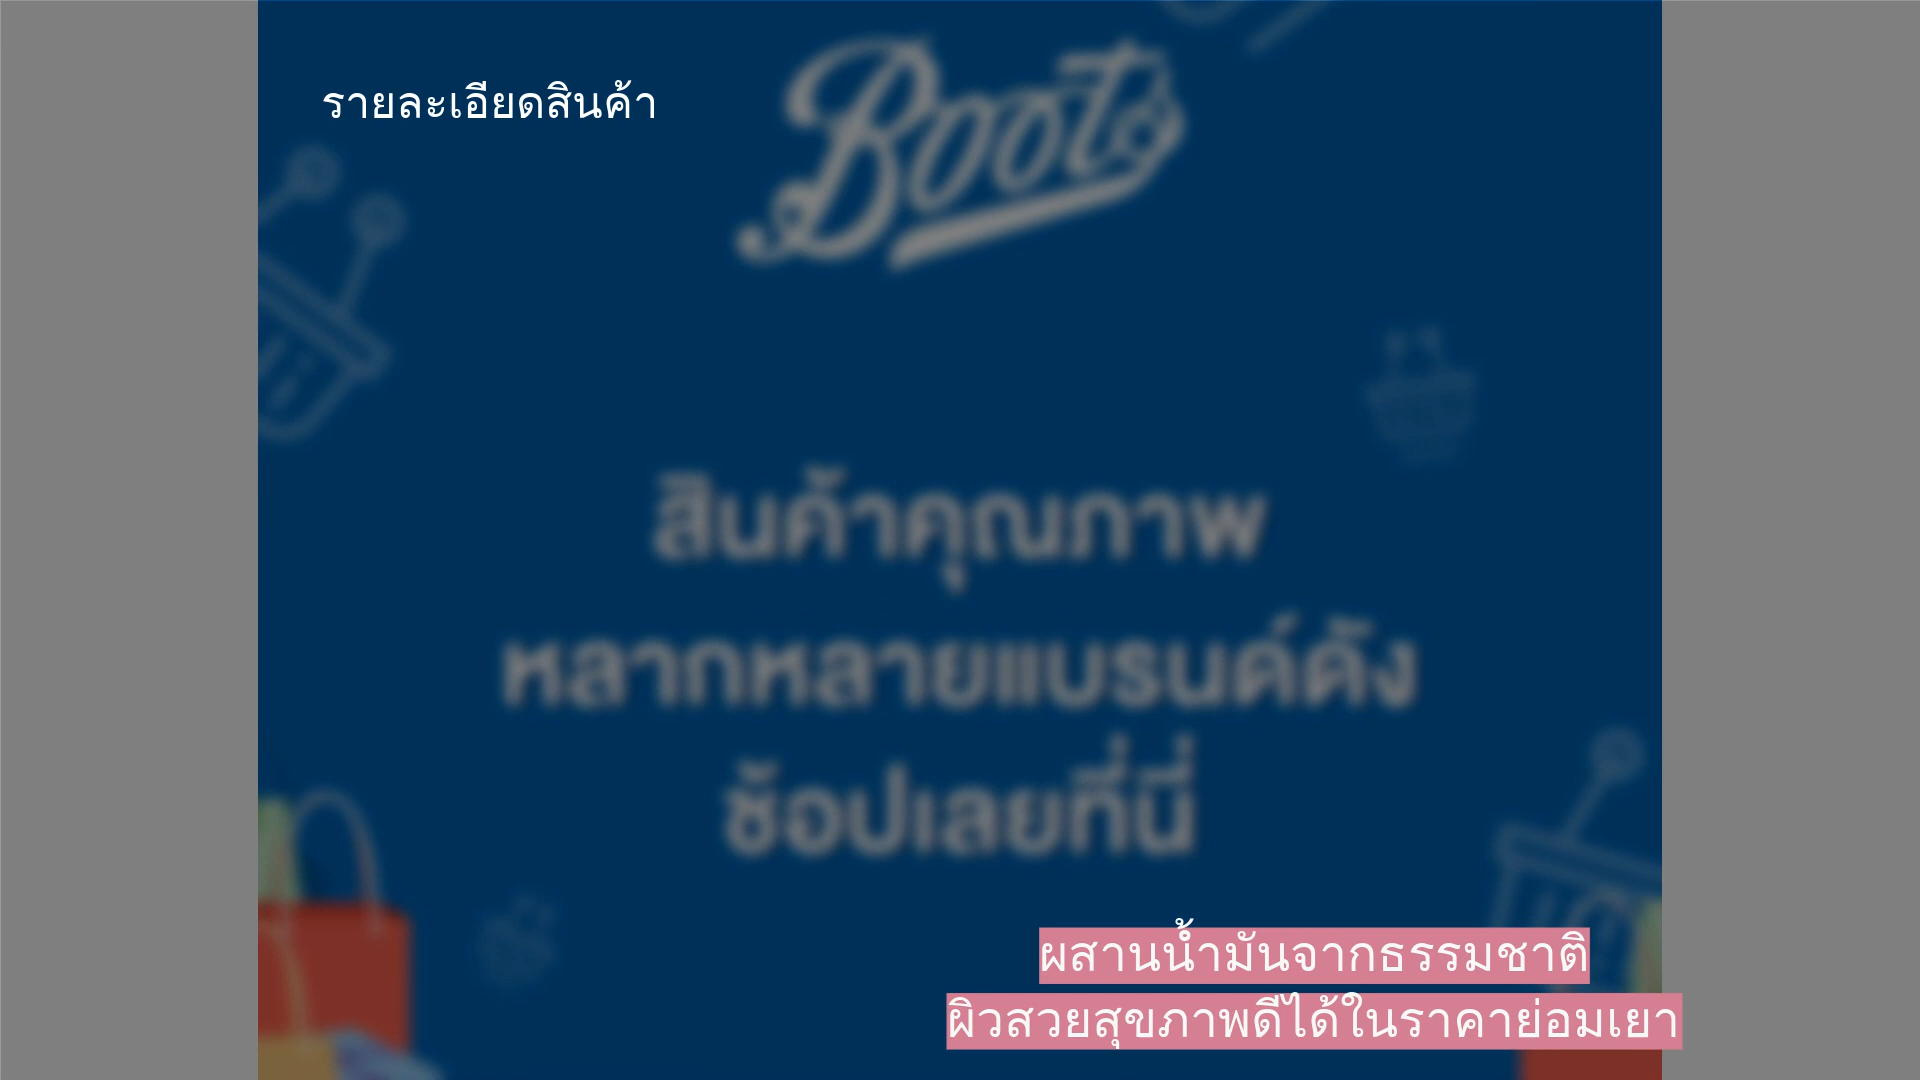 Boots
รายละเอียดสินค้า
สินค้าคุณภาพ
หลากหลายแบรนด์ดัง
ช้อปเลยที่นี่
ผสานน้ำมันจากธรรมชาติ
ผิวสวยสุขภาพดีได้ในราคาย่อมเยา